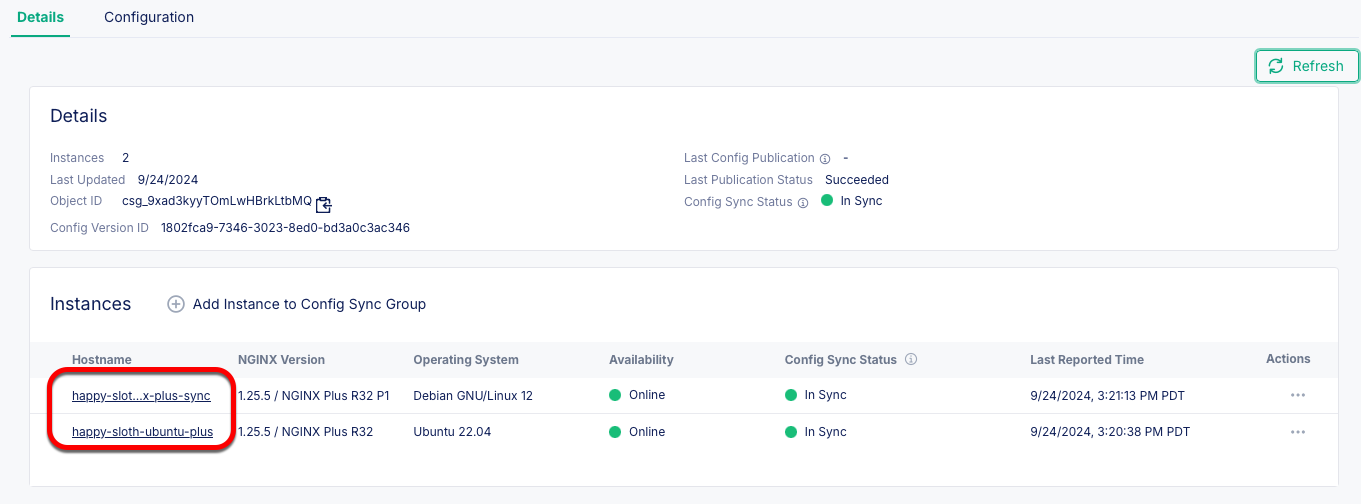 Details Configuration
Refresh
Details
Instances 2
Last Updated 9/24/2024
Object ID csg_9xad3kyyTOmLwHBrkLtbMQ
Config Version ID 1802fca9-7346-3023-8ed0-bd3a0c3ac346
Last Config Publication -
Last Publication Status Succeeded
Config Sync Status In Sync
Instances Add Instance to Config Sync Group
Hostname NGINX Version Operating System Availability Config Sync Status Last Reported Time Actions
happy-slot...x-plus-sync 1.25.5 / NGINX Plus R32 P1 Debian GNU/Linux 12 Online In Sync 9/24/2024, 3:21:13 PM PDT
happy-sloth-ubuntu-plus 1.25.5 / NGINX Plus R32 Ubuntu 22.04 Online In Sync 9/24/2024, 3:20:38 PM PDT